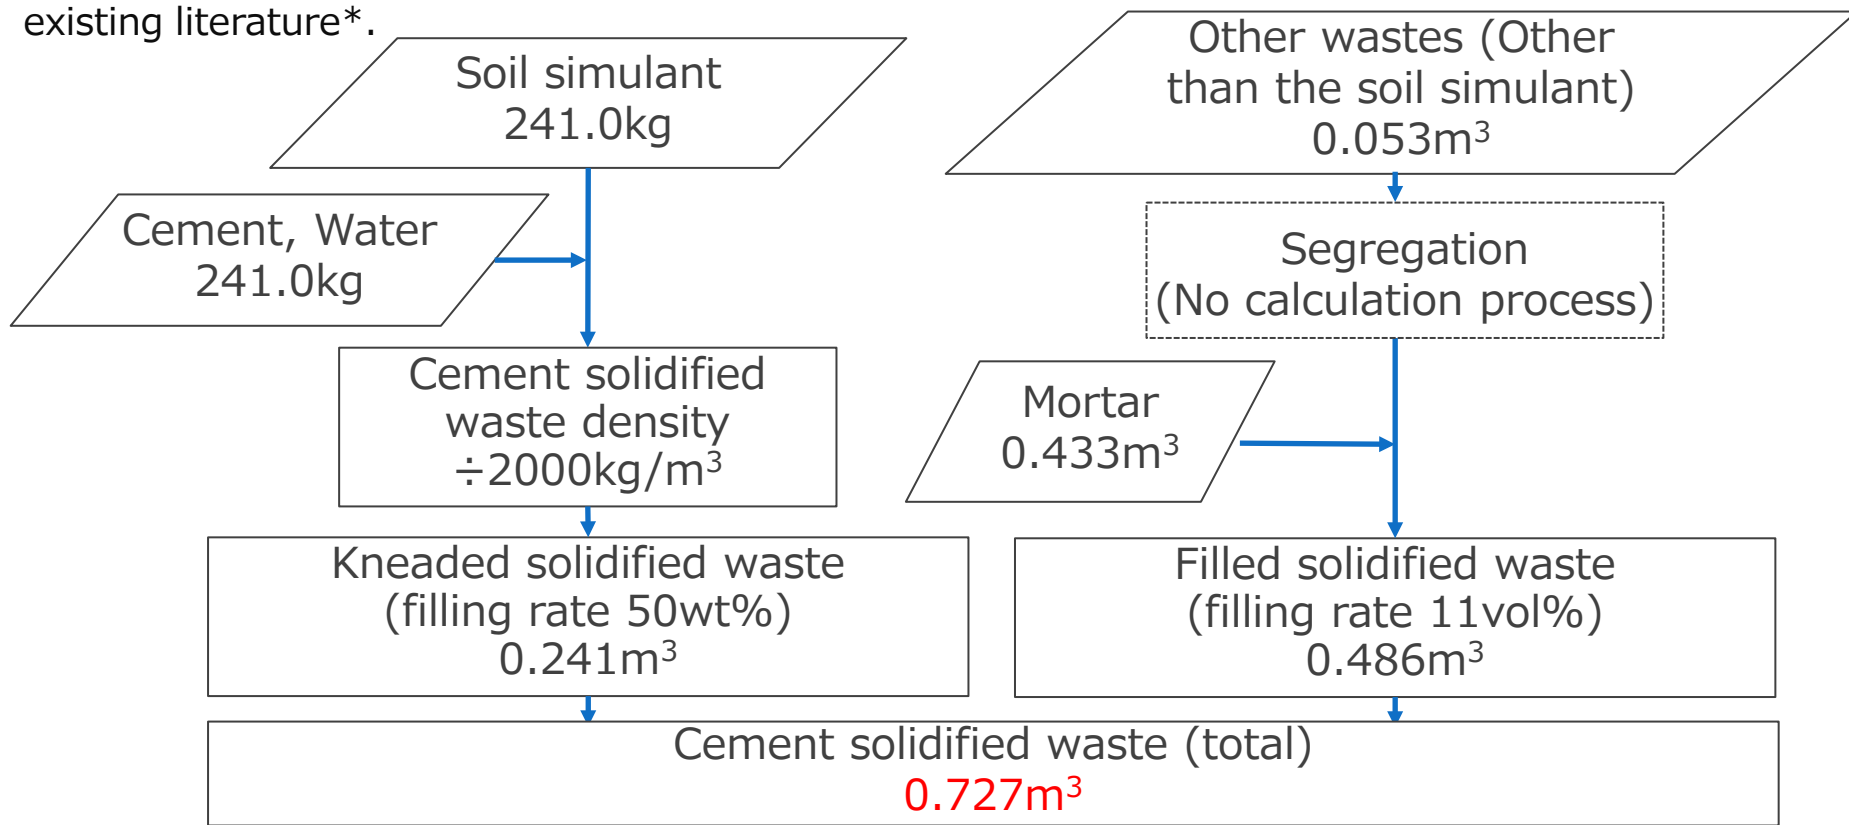 existing literature*.
Soil simulant
241.0kg
Other wastes (Other
than the soil simulant)
0.053m³
Cement, Water
241.0kg
Segregation
(No calculation process)
Cement solidified
waste density
÷2000kg/m³
Mortar
0.433m³
Kneaded solidified waste
(filling rate 50wt%)
0.241m³
Filled solidified waste
(filling rate 11vol%)
0.486m³
Cement solidified waste (total)
0.727m³